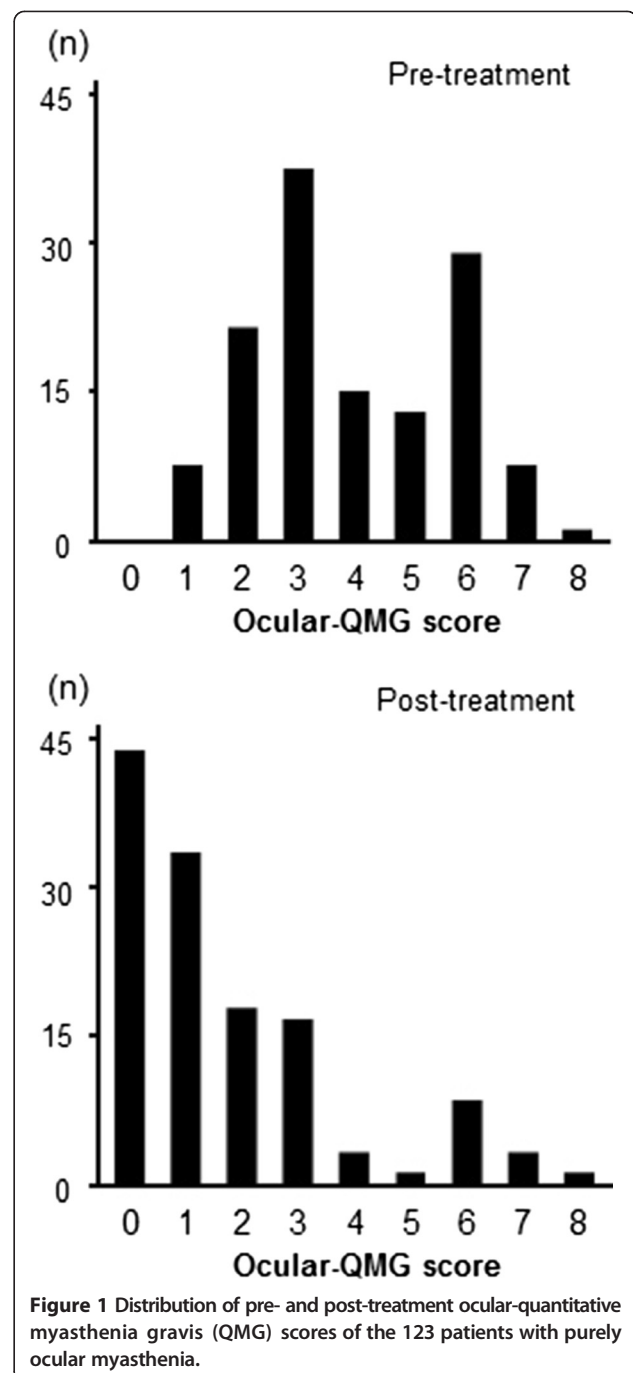 (n)
Pre-treatment
45
30
15
0
0 1 2 3 4 5 6 7 8
Ocular-QMG score
(n)
Post-treatment
45
30
15
0
0 1 2 3 4 5 6 7 8
Ocular-QMG score
Figure 1 Distribution of pre- and post-treatment ocular-quantitative
myasthenia gravis (QMG) scores of the 123 patients with purely
ocular myasthenia.